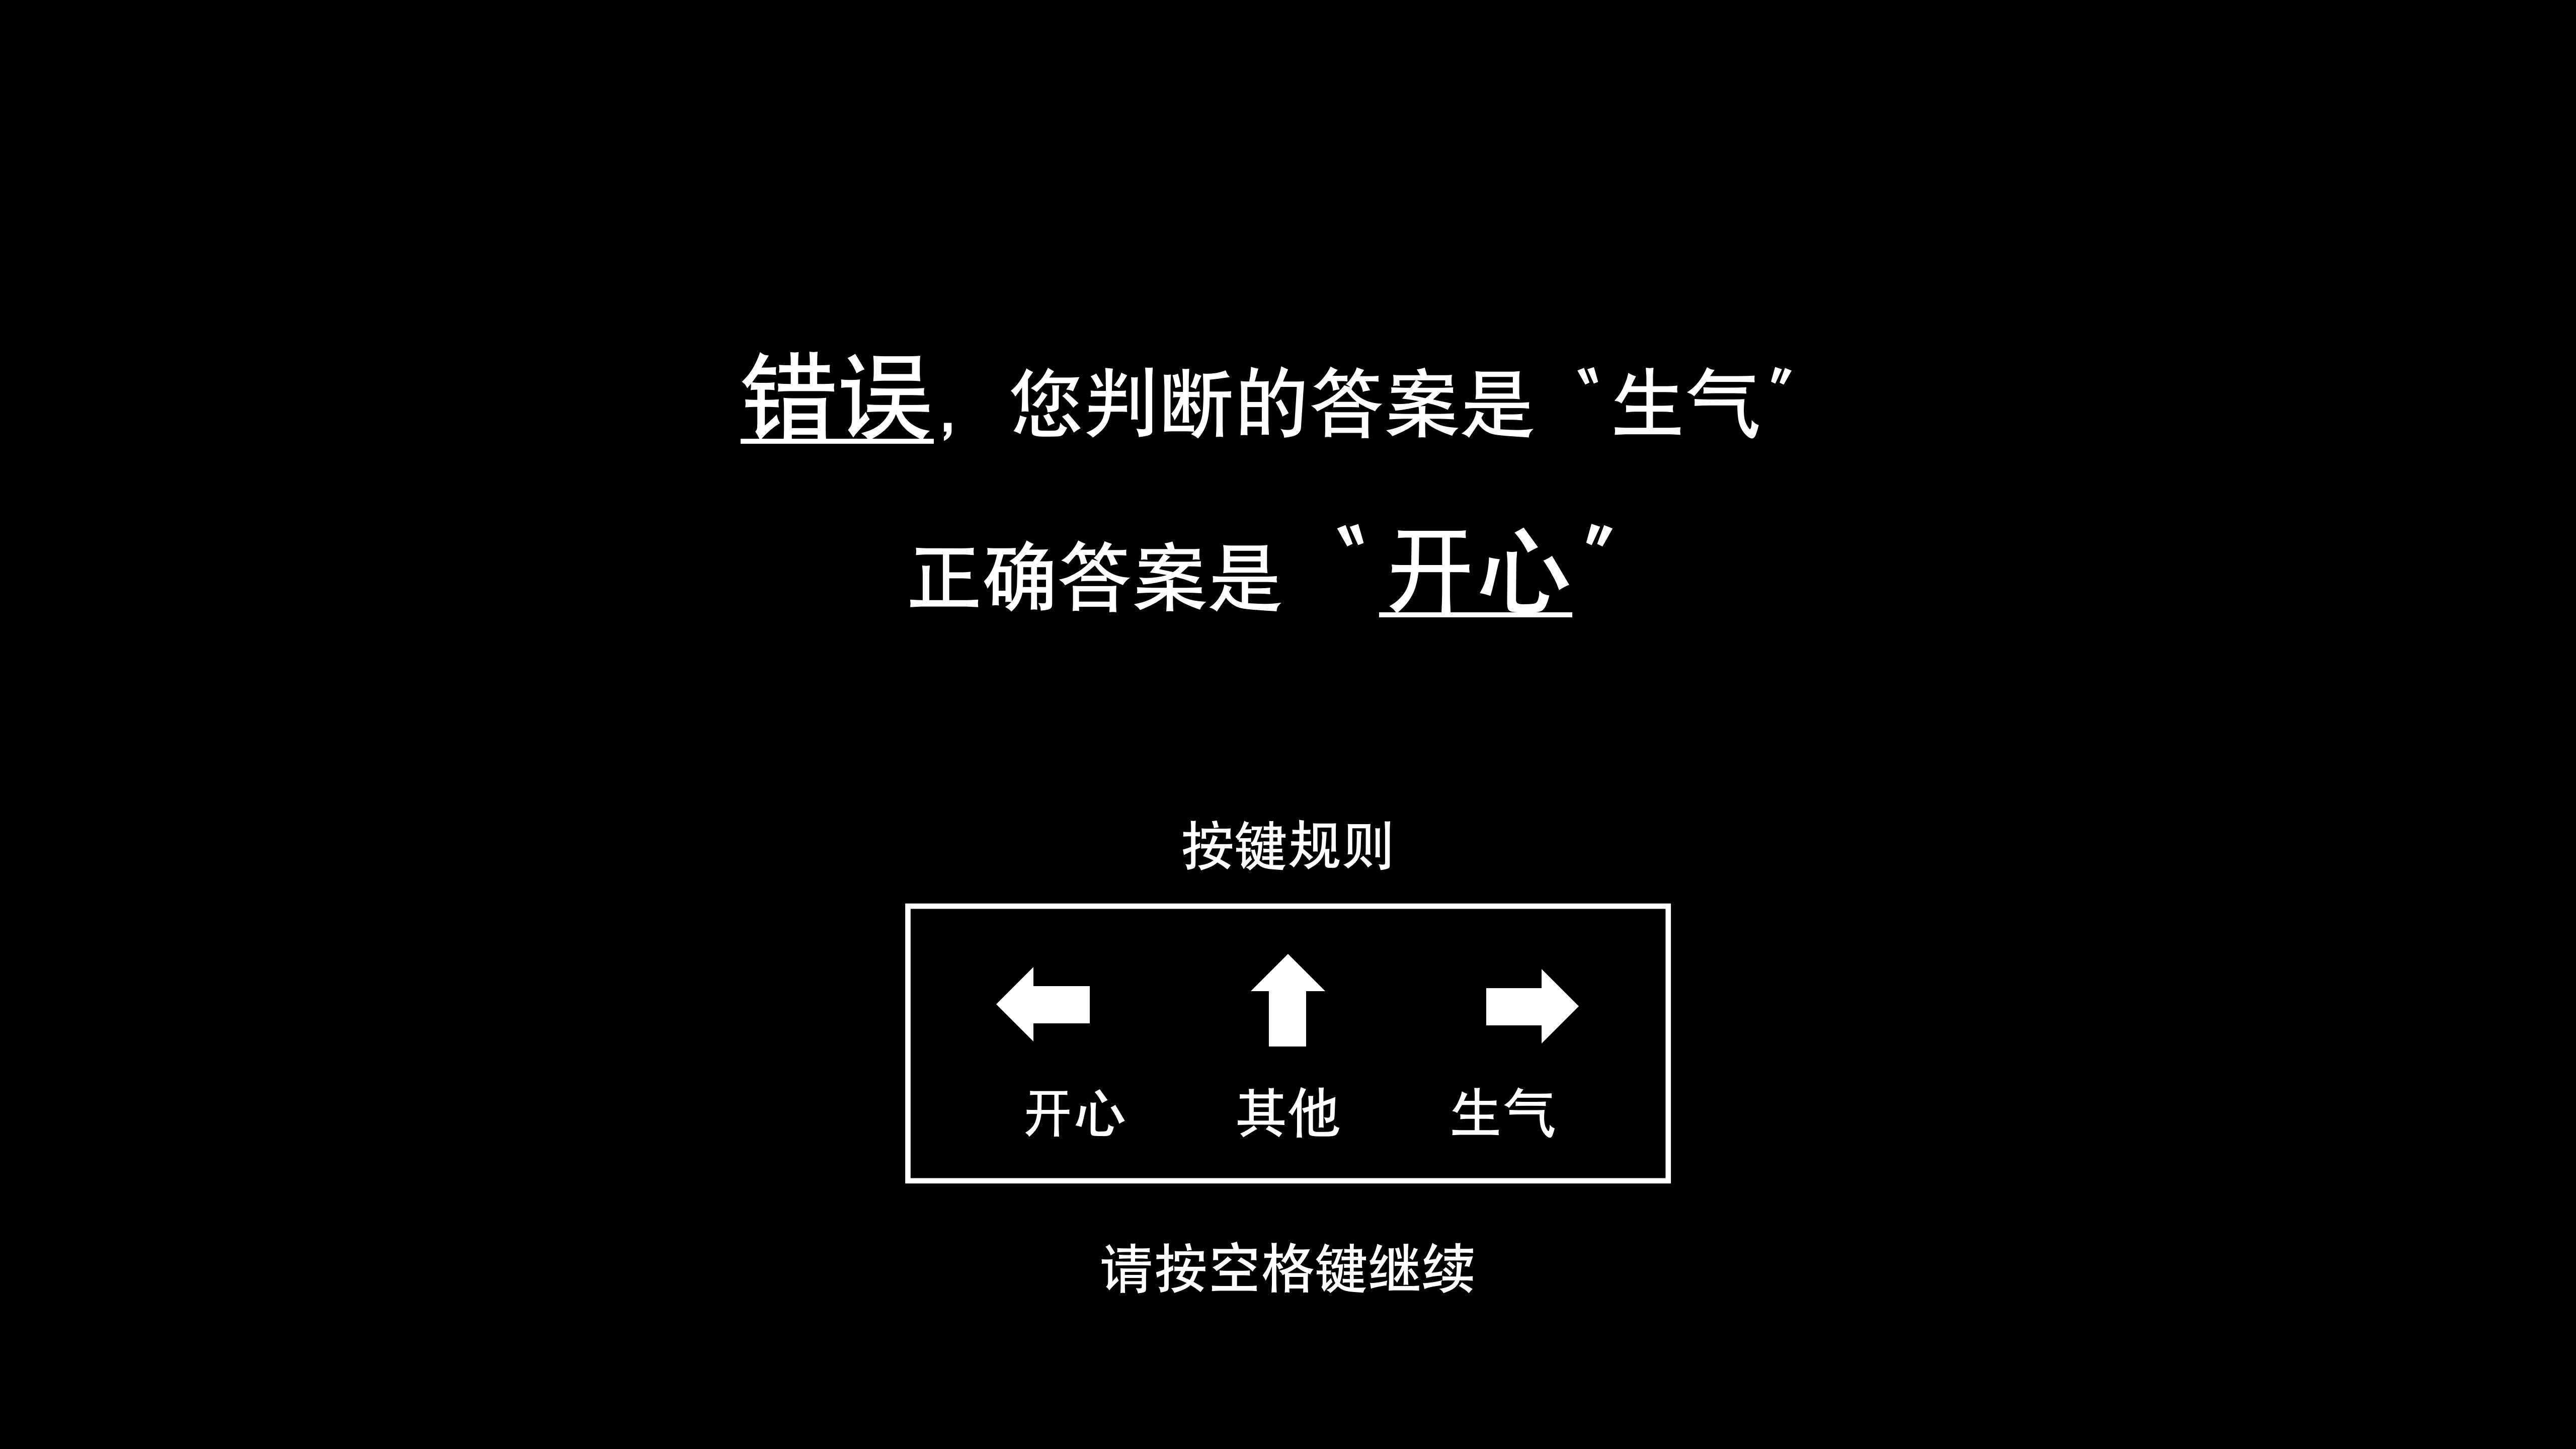 错误，您判断的答案是“生气”
正确答案是“开心”
按键规则
开心 其他 生气
请按空格键继续